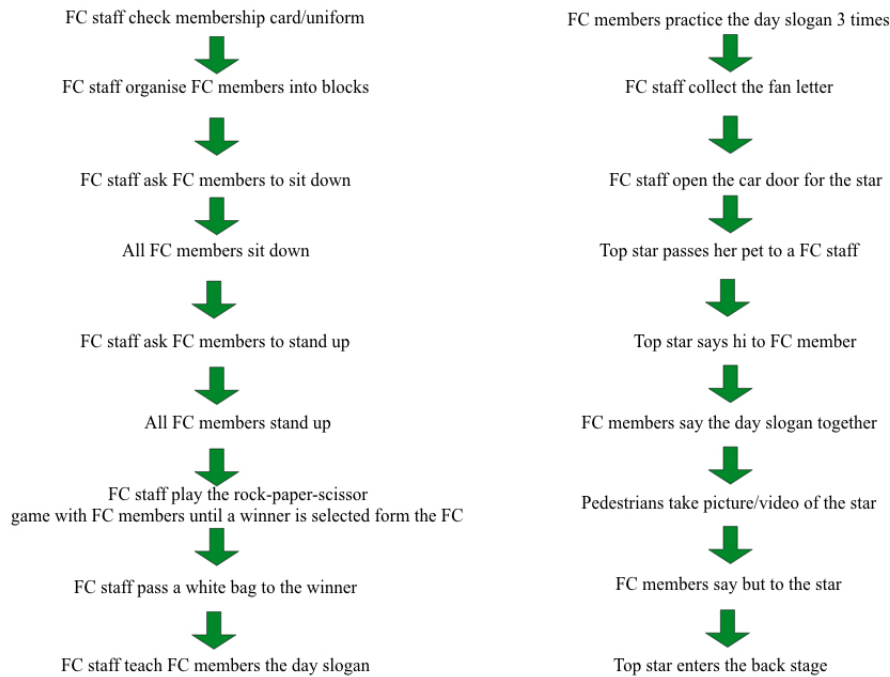 FC staff check membership card/uniform
FC staff organise FC members into blocks
FC staff ask FC members to sit down
All FC members sit down
FC staff ask FC members to stand up
All FC members stand up
FC staff play the rock-paper-scissor
game with FC members until a winner is selected form the FC
FC staff pass a white bag to the winner
FC staff teach FC members the day slogan
FC members practice the day slogan 3 times
FC staff collect the fan letter
FC staff open the car door for the star
Top star passes her pet to a FC staff
Top star says hi to FC member
FC members say the day slogan together
Pedestrians take picture/video of the star
FC members say but to the star
Top star enters the back stage